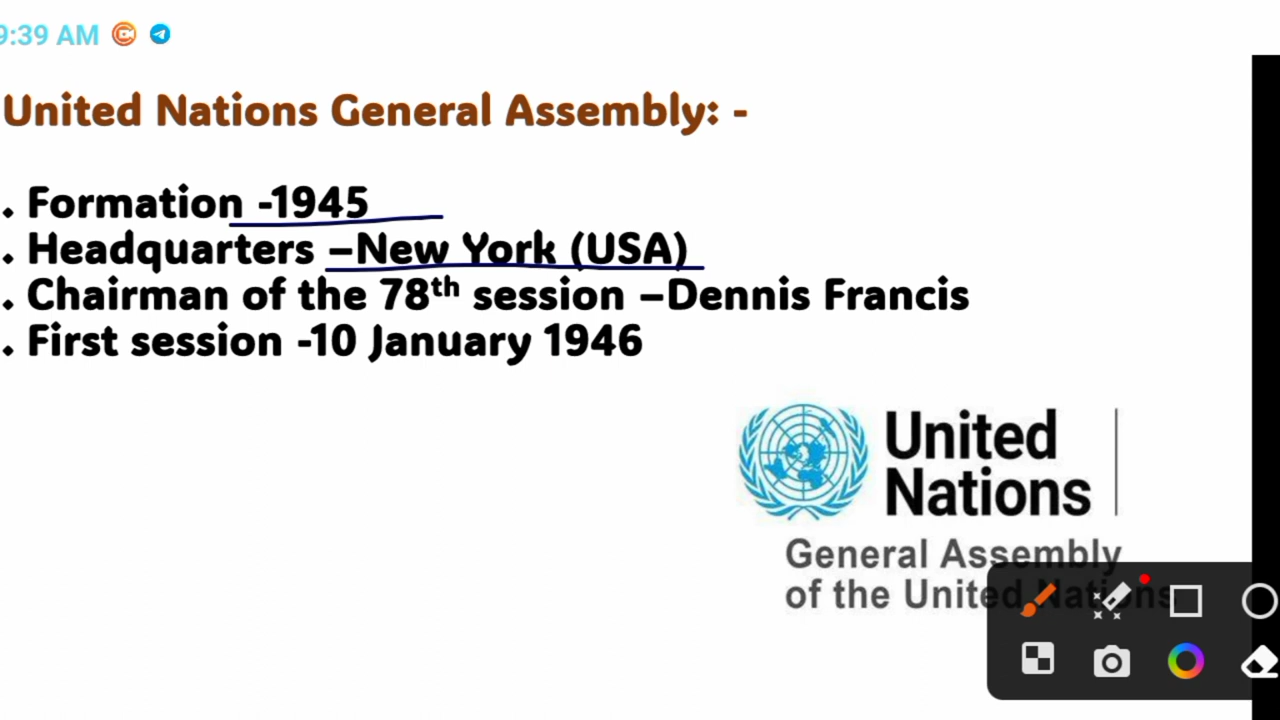 9:39 AM
United Nations General Assembly: -
. Formation -1945
. Headquarters –New York (USA)
. Chairman of the 78th session –Dennis Francis
. First session -10 January 1946
United
Nations
General Assembly
of the United Nations